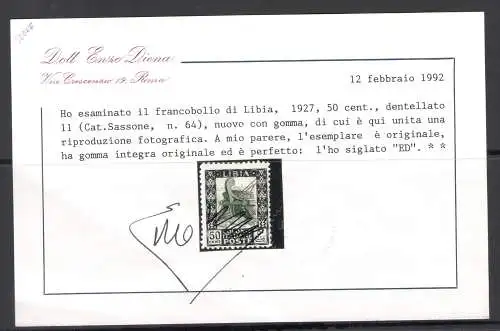 Dott. Enzo Diena
Via Crescenzio 19 - Roma
12 febbraio 1992
Ho esaminato il francobollo di Libia, 1927, 50 cent., dentellato
11 (Cat.Sassone, n. 64), nuovo con gomma, di cui è qui unita una
riproduzione fotografica. A mio parere, l'esemplare è originale,
ha gomma integra originale ed è perfetto: l'ho siglato "ED". * *
LIBIA
50
POSTE